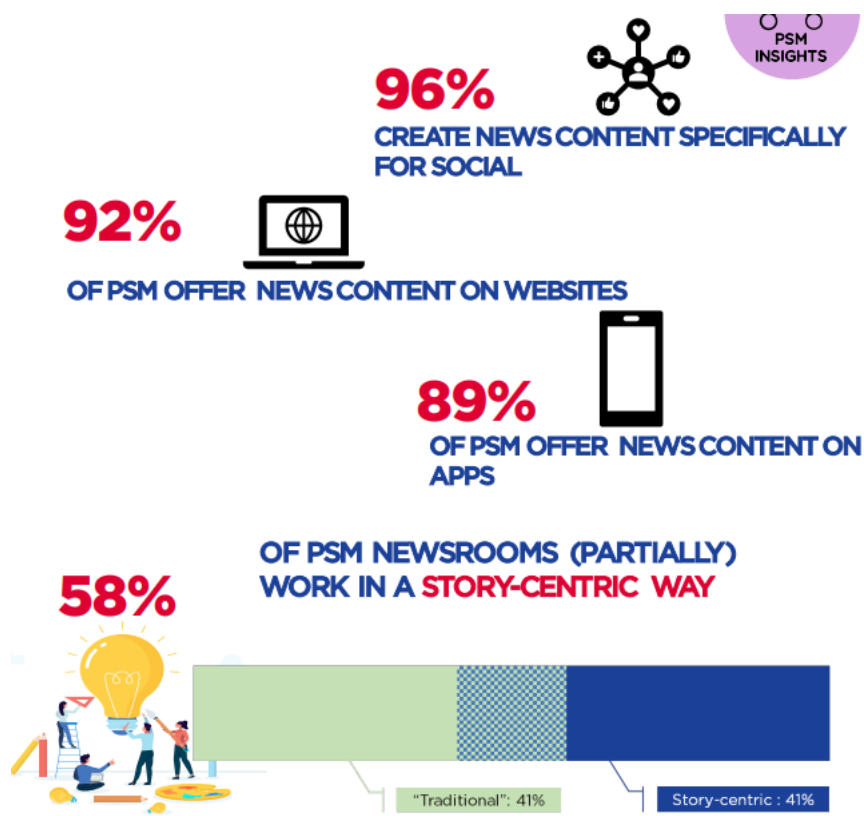 PSM
INSIGHTS
96%
CREATE NEWS CONTENT SPECIFICALLY
FOR SOCIAL
92%
OF PSM OFFER NEWS CONTENT ON WEBSITES
89%
OF PSM OFFER NEWS CONTENT ON
APPS
OF PSM NEWSROOMS (PARTIALLY)
WORK IN A STORY-CENTRIC WAY
58%
"Traditional": 41%
Story-centric : 41%